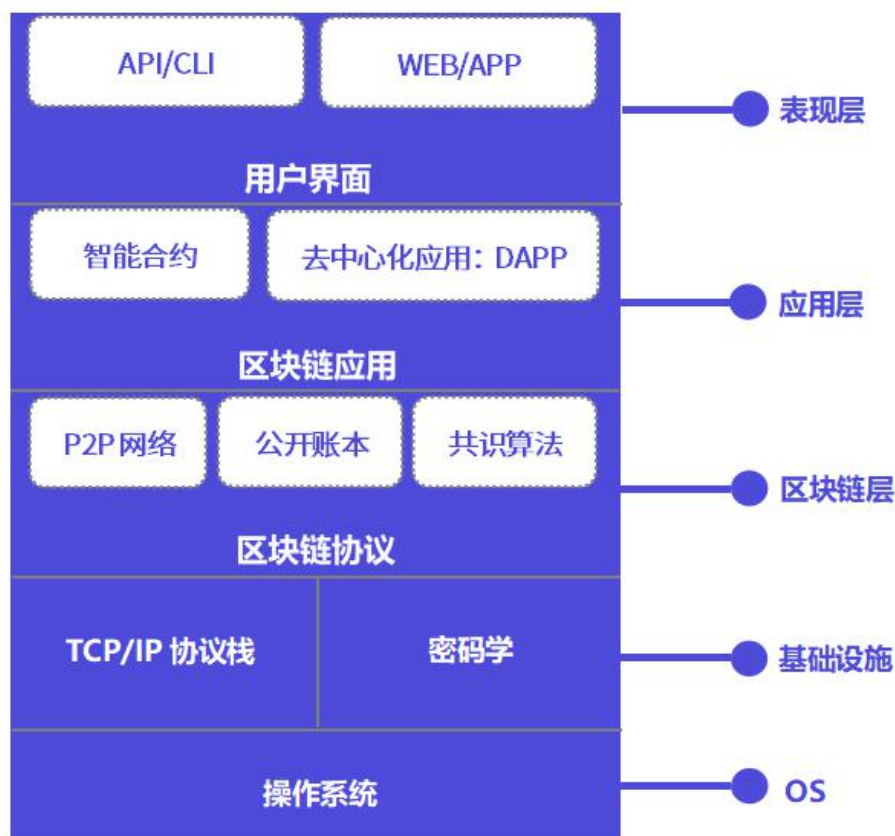 API/CLI
WEB/APP
表现层
用户界面
智能合约
去中心化应用：DAPP
应用层
区块链应用
P2P网络
公开账本
共识算法
区块链层
区块链协议
TCP/IP 协议栈
密码学
基础设施
操作系统
OS